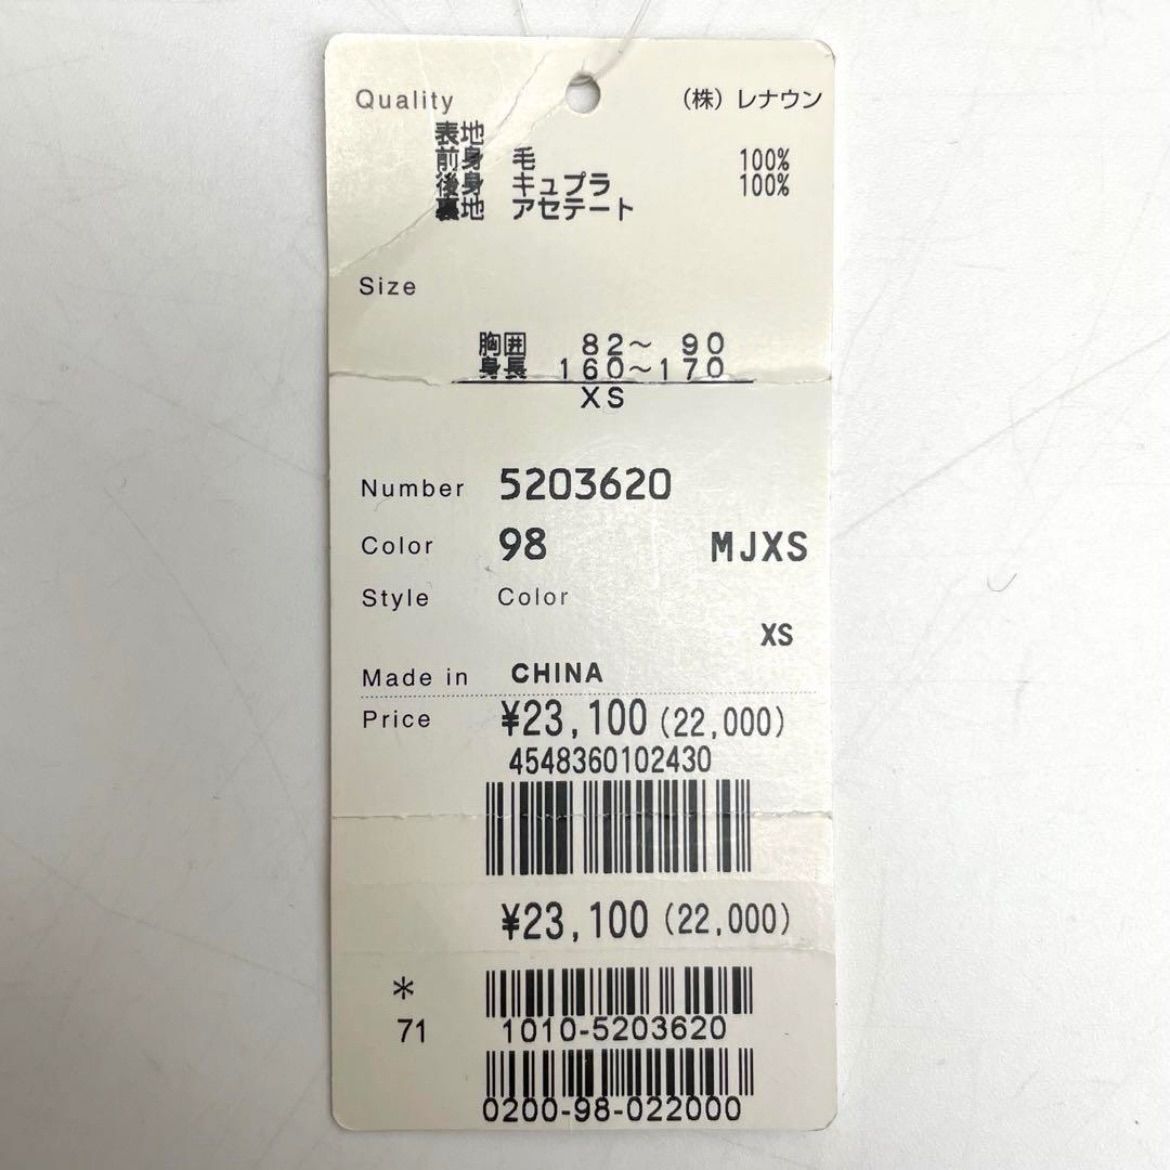 Quality (株)レナウン
表地
前身 毛 100%
後身 キュプラ 100%
裏地 アセテート
Size
胸囲 82~ 90
身長 160~170
XS
Number 5203620
Color 98 MJXS
Style Color
XS
Made in CHINA
Price ¥23,100(22,000)
4548360102430
¥23,100(22,000)
*
71 1010-5203620
0200-98-022000